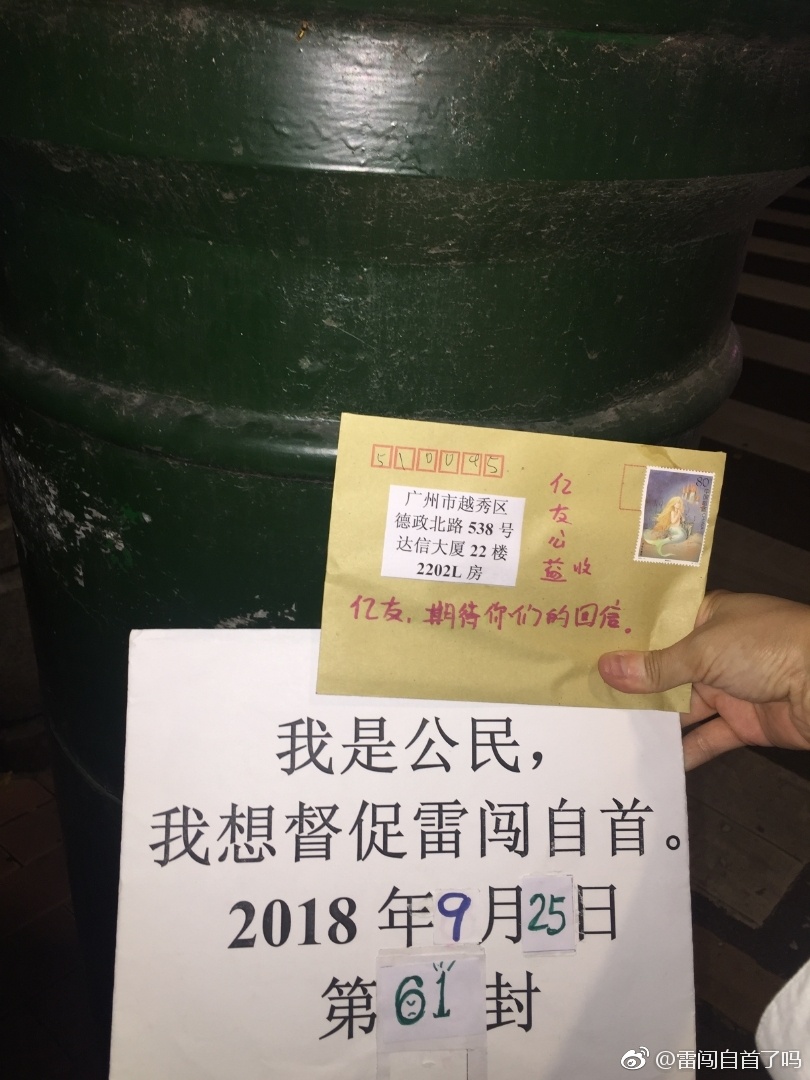 510095
80
广州市越秀区
德政北路 538 号
达信大厦 22 楼
2202L 房
亿友公益收
亿友，期待你们的回信。
我是公民，
我想督促雷闯自首。
2018 年9月25日
第61封
@雷闯自首了吗